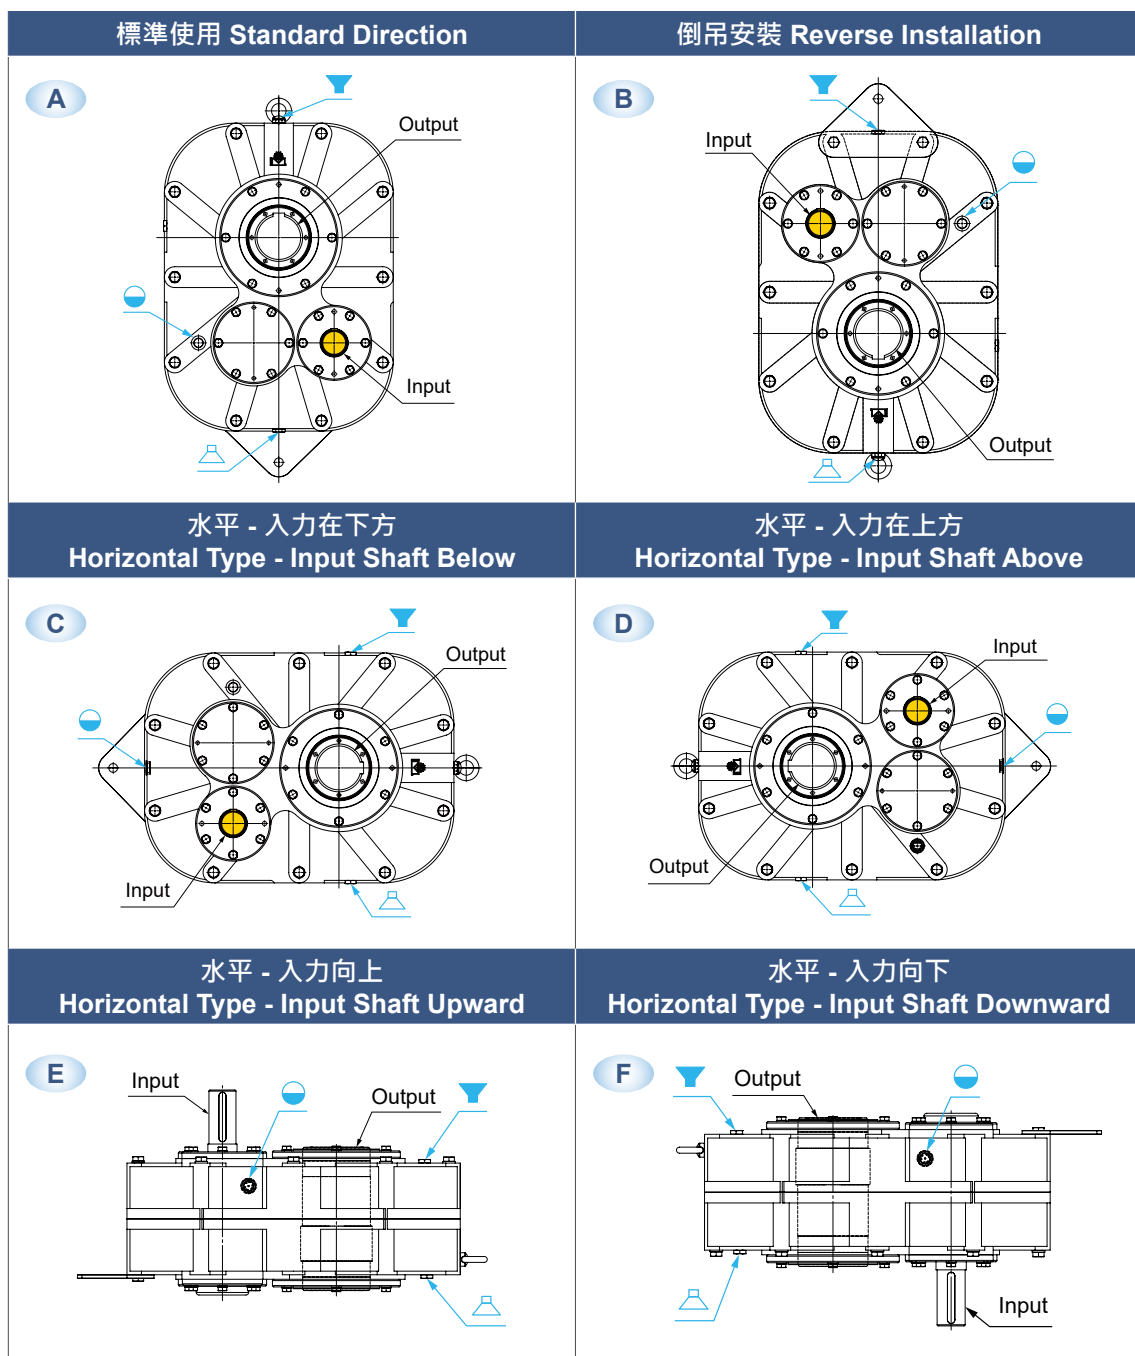 標準使用 Standard Direction
倒吊安裝 Reverse Installation
A
Output
Input
B
Input
Output
水平 - 入力在下方
Horizontal Type - Input Shaft Below
水平 - 入力在上方
Horizontal Type - Input Shaft Above
C
Output
Input
D
Input
Output
水平 - 入力向上
Horizontal Type - Input Shaft Upward
水平 - 入力向下
Horizontal Type - Input Shaft Downward
E
Input
Output
F
Output
Input